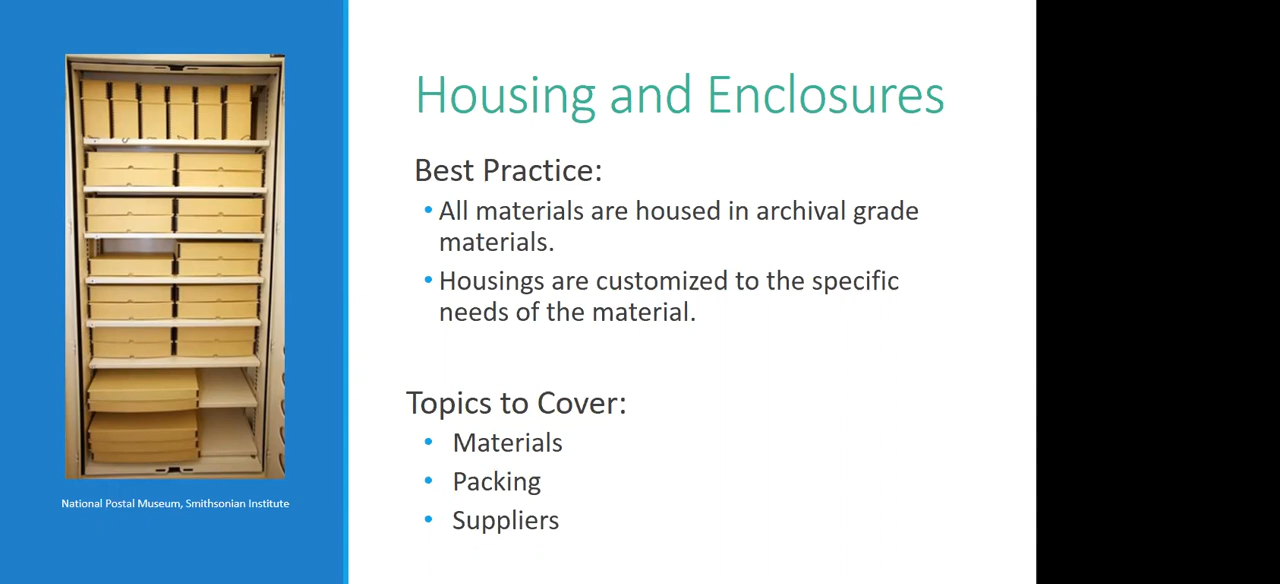 Housing and Enclosures
Best Practice:
• All materials are housed in archival grade
materials.
• Housings are customized to the specific
needs of the material.
Topics to Cover:
• Materials
• Packing
• Suppliers
National Postal Museum, Smithsonian Institute